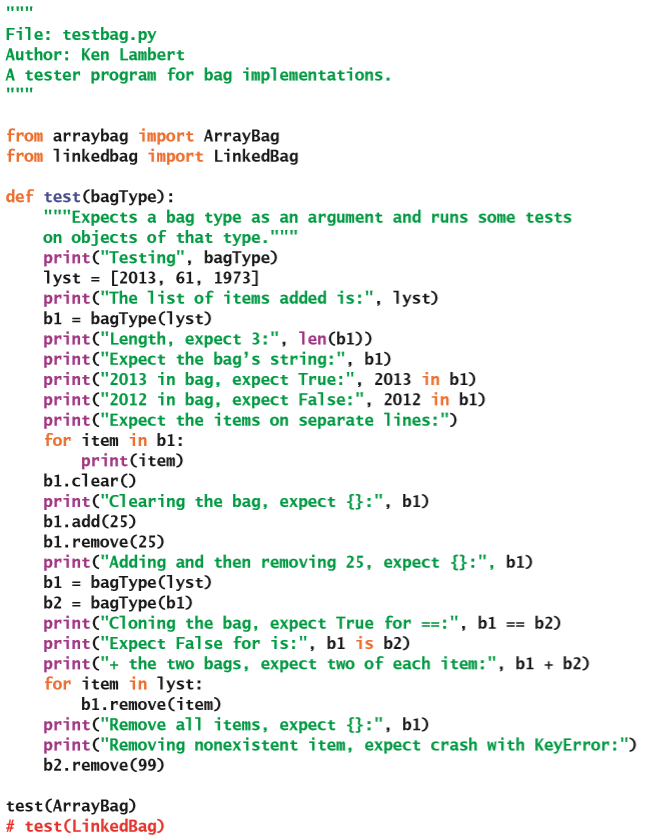 """
File: testbag.py
Author: Ken Lambert
A tester program for bag implementations.
"""

from arraybag import ArrayBag
from linkedbag import LinkedBag

def test(bagType):
    """Expects a bag type as an argument and runs some tests
    on objects of that type."""
    print("Testing", bagType)
    lyst = [2013, 61, 1973]
    print("The list of items added is:", lyst)
    b1 = bagType(lyst)
    print("Length, expect 3:", len(b1))
    print("Expect the bag’s string:", b1)
    print("2013 in bag, expect True:", 2013 in b1)
    print("2012 in bag, expect False:", 2012 in b1)
    print("Expect the items on separate lines:")
    for item in b1:
        print(item)
    b1.clear()
    print("Clearing the bag, expect {}:", b1)
    b1.add(25)
    b1.remove(25)
    print("Adding and then removing 25, expect {}:", b1)
    b1 = bagType(lyst)
    b2 = bagType(b1)
    print("Cloning the bag, expect True for ==:", b1 == b2)
    print("Expect False for is:", b1 is b2)
    print("+ the two bags, expect two of each item:", b1 + b2)
    for item in lyst:
        b1.remove(item)
    print("Remove all items, expect {}:", b1)
    print("Removing nonexistent item, expect crash with KeyError:")
    b2.remove(99)

test(ArrayBag)
# test(LinkedBag)